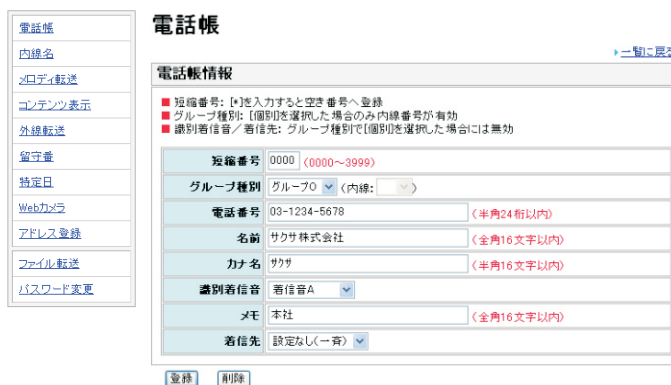 電話帳
内線名
メロディ転送
コンテンツ表示
外線転送
留守番
特定日
Webカメラ
アドレス登録
ファイル転送
パスワード変更
電話帳
一覧に戻る
電話帳情報
■ 短縮番号: [*]を入力すると空き番号へ登録
■ グループ種別: [個別]を選択した場合のみ内線番号が有効
■ 識別着信音/着信先: グループ種別で[個別]を選択した場合には無効
短縮番号 0000 (0000~3999)
グループ種別 グループ0 (内線: )
電話番号 03-1234-5678 (半角24桁以内)
名前 サクサ株式会社 (全角16文字以内)
カナ名 サクサ (半角16文字以内)
識別着信音 着信音A
メモ 本社 (全角16文字以内)
着信先 設定なし(一斉)
登録 削除